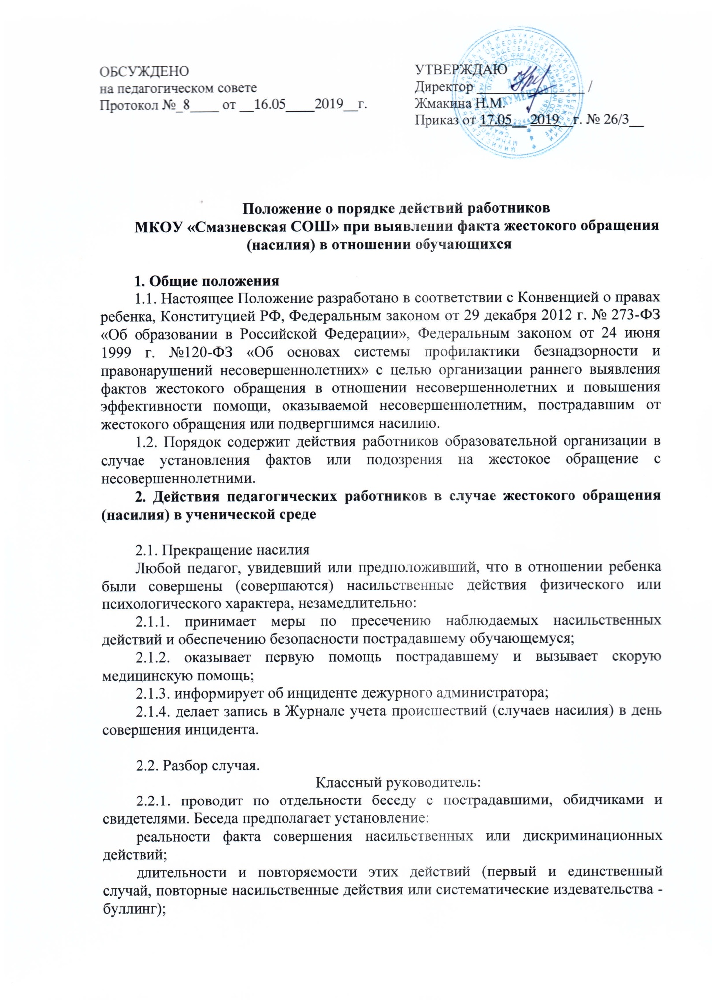 ОБСУЖДЕНО
на педагогическом совете
Протокол №_8____ от __16.05____2019__г.
УТВЕРЖДАЮ
Директор _______________ /
Жмакина Н.М.
Приказ от 17.05__ 2019__г. № 26/3__
Положение о порядке действий работников
МКОУ «Смазневская СОШ» при выявлении факта жестокого обращения
(насилия) в отношении обучающихся
1. Общие положения
1.1. Настоящее Положение разработано в соответствии с Конвенцией о правах
ребенка, Конституцией РФ, Федеральным законом от 29 декабря 2012 г. № 273-ФЗ
«Об образовании в Российской Федерации», Федеральным законом от 24 июня
1999 г. №120-ФЗ «Об основах системы профилактики безнадзорности и
правонарушений несовершеннолетних» с целью организации раннего выявления
фактов жестокого обращения в отношении несовершеннолетних и повышения
эффективности помощи, оказываемой несовершеннолетним, пострадавшим от
жестокого обращения или подвергшимся насилию.
1.2. Порядок содержит действия работников образовательной организации в
случае установления фактов или подозрения на жестокое обращение с
несовершеннолетними.
2. Действия педагогических работников в случае жестокого обращения
(насилия) в ученической среде
2.1. Прекращение насилия
Любой педагог, увидевший или предположивший, что в отношении ребенка
были совершены (совершаются) насильственные действия физического или
психологического характера, незамедлительно:
2.1.1. принимает меры по пресечению наблюдаемых насильственных
действий и обеспечению безопасности пострадавшему обучающемуся;
2.1.2. оказывает первую помощь пострадавшему и вызывает скорую
медицинскую помощь;
2.1.3. информирует об инциденте дежурного администратора;
2.1.4. делает запись в Журнале учета происшествий (случаев насилия) в день
совершения инцидента.
2.2. Разбор случая.
Классный руководитель:
2.2.1. проводит по отдельности беседу с пострадавшими, обидчиками и
свидетелями. Беседа предполагает установление:
реальности факта совершения насильственных или дискриминационных
действий;
длительности и повторяемости этих действий (первый и единственный
случай, повторные насильственные действия или систематические издевательства -
буллинг);